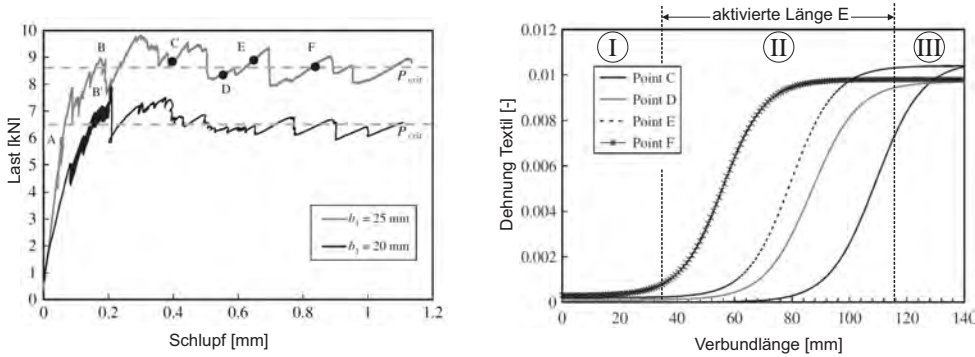 10
9
8
7
6
5
4
3
2
1
0
Last [kN]
A
B
B'
C
D
E
F
P crit
P crit
b₁ = 25 mm
b₁ = 20 mm
0 0.2 0.4 0.6 0.8 1 1.2
Schlupf [mm]
aktivierte Länge E
I II III
0.012
0.01
0.008
0.006
0.004
0.002
0
Dehnung Textil [-]
Point C
Point D
Point E
Point F
0 20 40 60 80 100 120 140
Verbundlänge [mm]